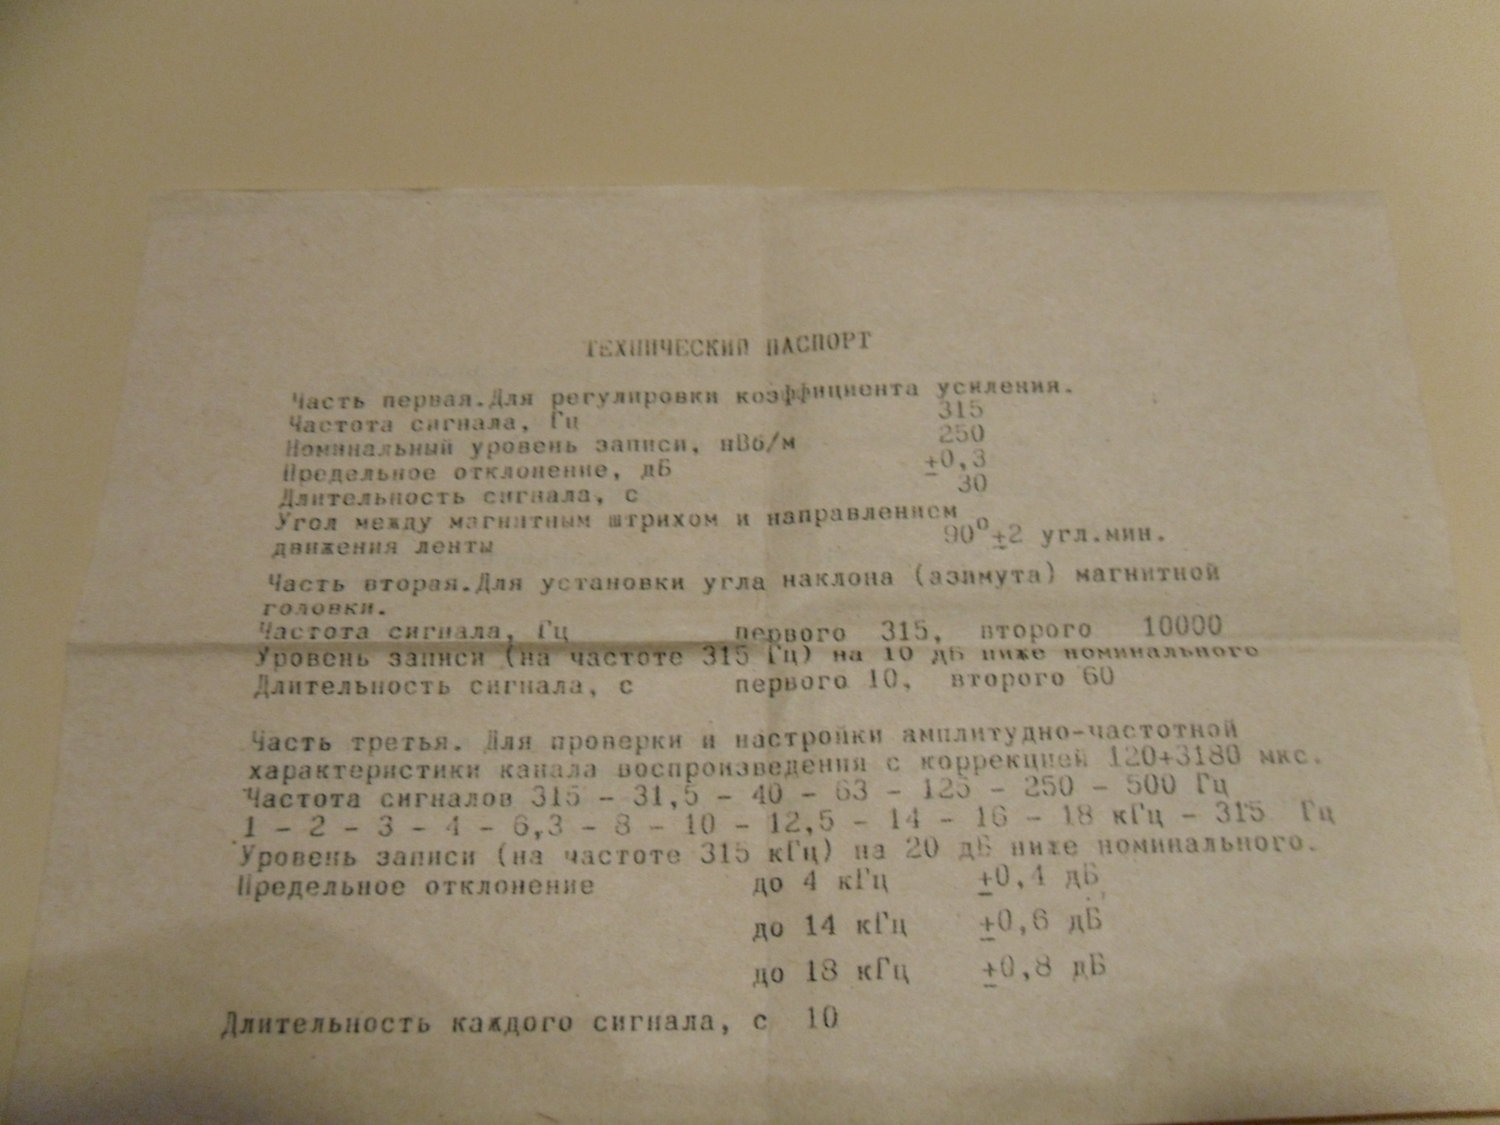 ТЕХНИЧЕСКИЙ ПАСПОРТ
Часть первая.Для регулировки коэффициента усиления.
Частота сигнала, Гц 315
Номинальный уровень записи, нВб/м 250
Предельное отклонение, дБ ±0,3
Длительность сигнала, с 30
Угол между магнитным штрихом и направлением
движения ленты 90°±2 угл.мин.
Часть вторая.Для установки угла наклона (азимута) магнитной
головки.
Частота сигнала, Гц первого 315, второго 10000
Уровень записи (на частоте 315 Гц) на 10 дБ ниже номинального
Длительность сигнала, с первого 10, второго 60
Часть третья. Для проверки и настройки амплитудно-частотной
характеристики канала воспроизведения с коррекцией 120+3180 мкс.
Частота сигналов 315 - 31,5 - 40 - 63 - 125 - 250 - 500 Гц
1 - 2 - 3 - 4 - 6,3 - 8 - 10 - 12,5 - 14 - 16 - 18 кГц - 315 Гц
Уровень записи (на частоте 315 кГц) на 20 дБ ниже номинального.
Предельное отклонение до 4 кГц ±0,4 дБ
до 14 кГц ±0,6 дБ
до 18 кГц ±0,8 дБ
Длительность каждого сигнала, с 10